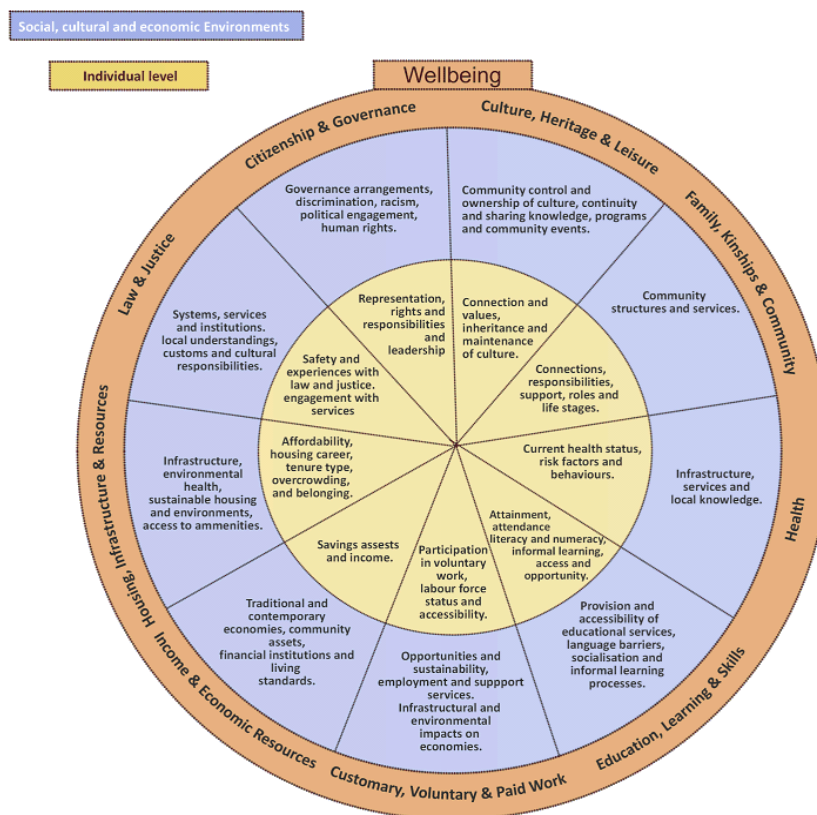 Social, cultural and economic Environments
Individual level
Wellbeing
Citizenship & Governance
Culture, Heritage & Leisure
Family, Kinships & Community
Health
Education, Learning & Skills
Customary, Voluntary & Paid Work
Income & Economic Resources
Housing, Infrastructure & Resources
Law & Justice
Governance arrangements,
discrimination, racism,
political engagement,
human rights.
Community control and
ownership of culture, continuity
and sharing knowledge, programs
and community events.
Community
structures and services.
Infrastructure,
services and
local knowledge.
Provision and
accessibility of
educational services,
language barriers,
socialisation and
informal learning
processes.
Opportunities and
sustainability,
employment and suppport
services.
Infrastructural and
environmental
impacts on
economies.
Traditional and
contemporary
economies, community
assets,
financial institutions and
living
standards.
Infrastructure,
environmental
health,
sustainable housing
and environments,
access to ammenities.
Systems, services
and institutions.
local understandings,
customs and cultural
responsibilities.
Representation,
rights and
responsibilities
and
leadership
Connection and
values,
inheritance and
maintenance
of culture.
Connections,
responsibilities,
support, roles and
life stages.
Current health status,
risk factors and
behaviours.
Attainment,
attendance
literacy and numeracy,
informal learning,
access and
opportunity.
Participation
in voluntary
work,
labour force
status and
accessibility.
Savings assests
and income.
Affordability,
housing career,
tenure type,
overcrowding,
and belonging.
Safety and
experiences with
law and justice.
engagement with
services